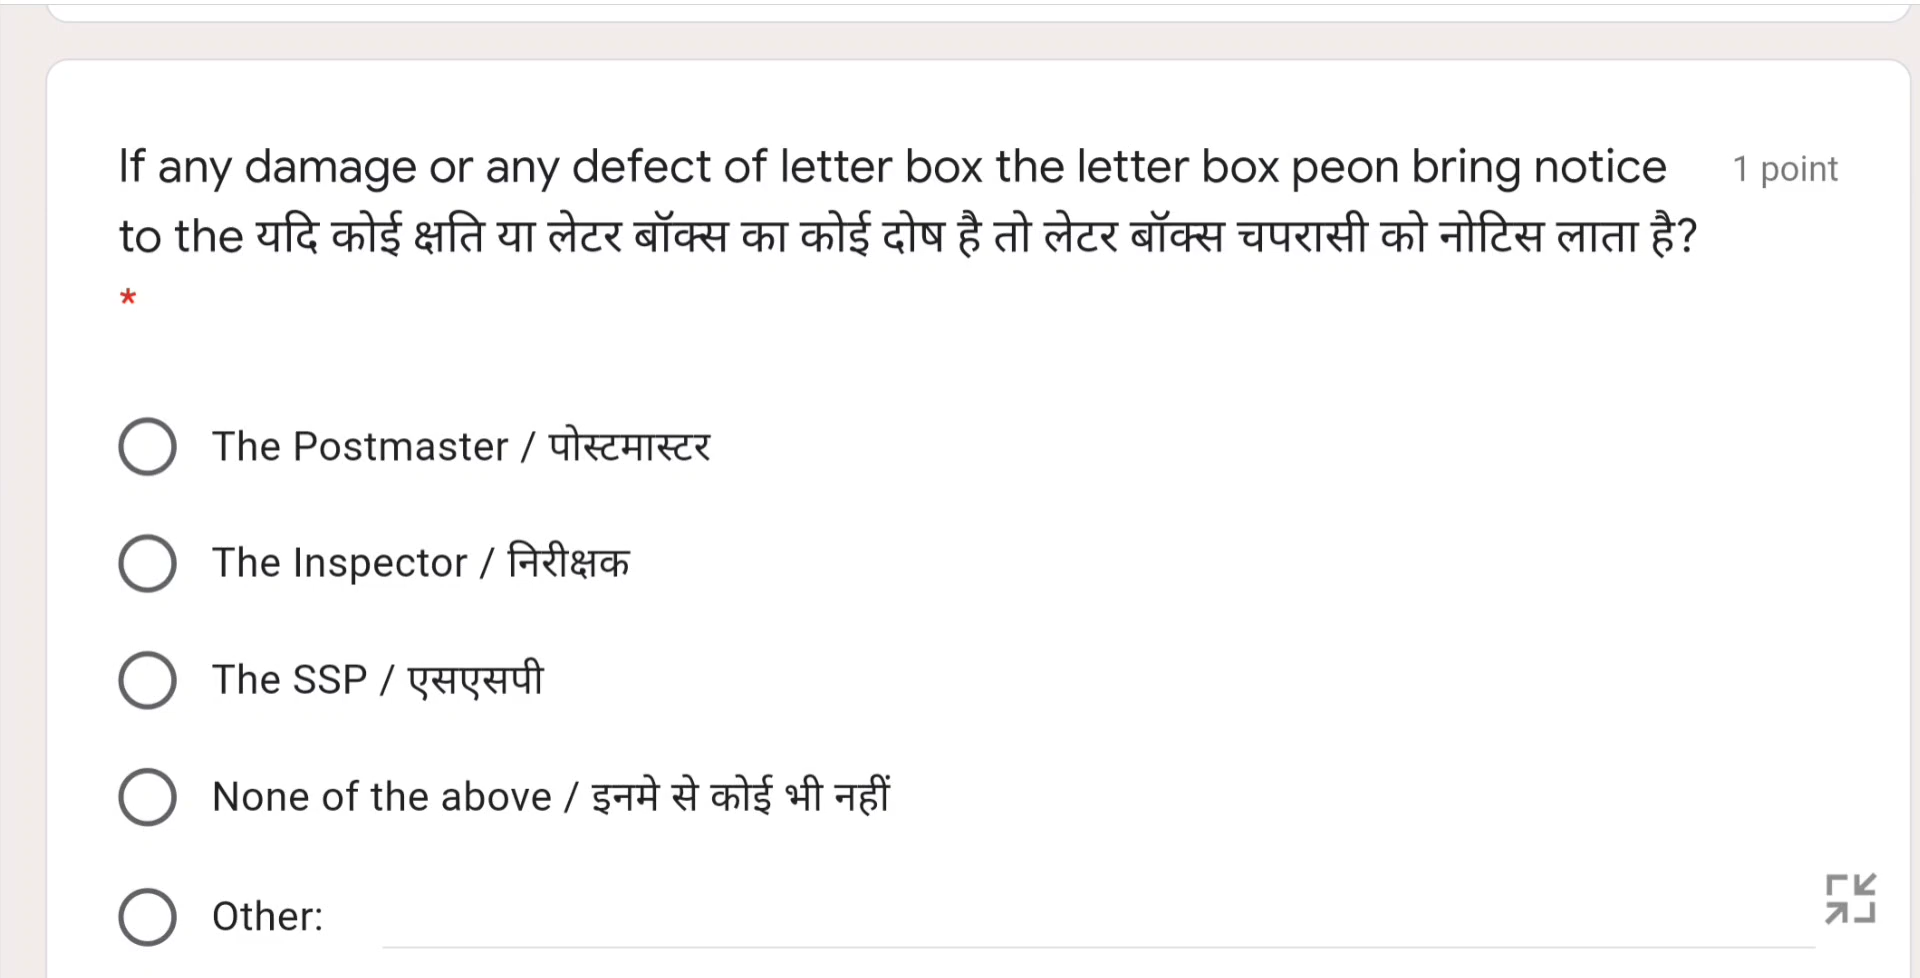 If any damage or any defect of letter box the letter box peon bring notice
1 point
to the यदि कोई क्षति या लेटर बॉक्स का कोई दोष है तो लेटर बॉक्स चपरासी को नोटिस लाता है?
*
The Postmaster / पोस्टमास्टर
The Inspector / निरीक्षक
The SSP / एसएसपी
None of the above / इनमे से कोई भी नहीं
Other: